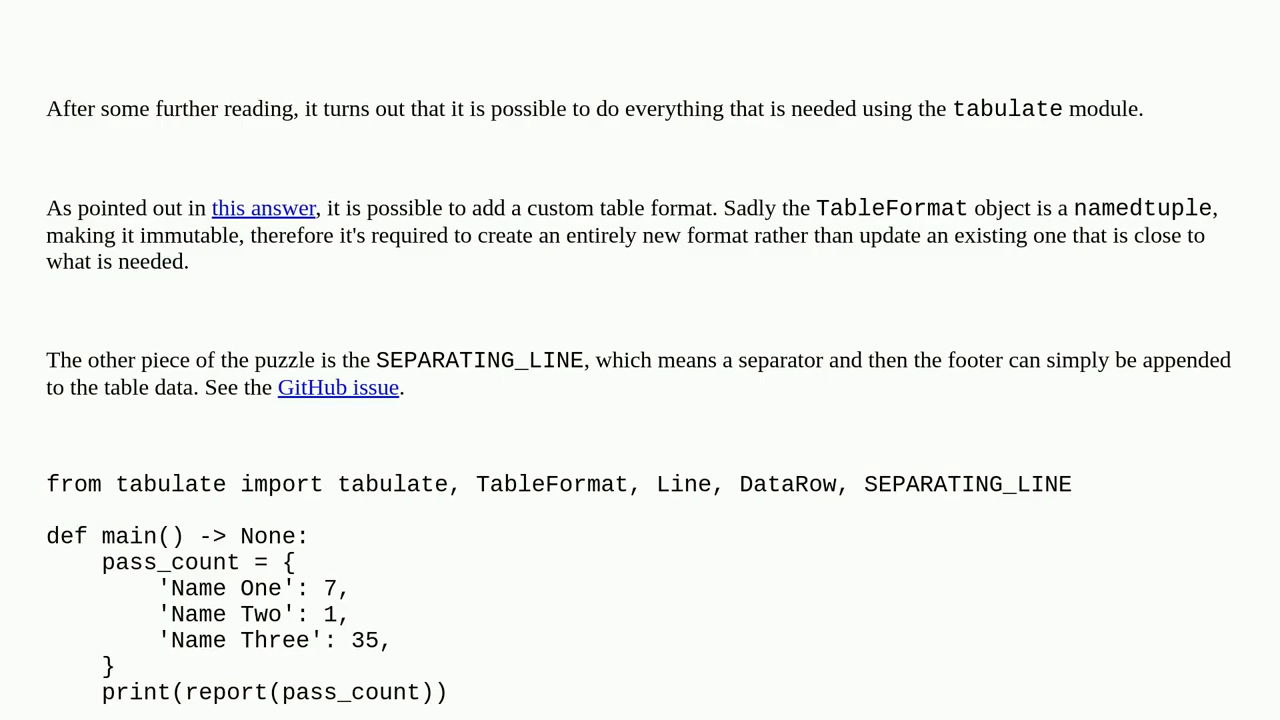 After some further reading, it turns out that it is possible to do everything that is needed using the tabulate module.
As pointed out in this answer, it is possible to add a custom table format. Sadly the TableFormat object is a namedtuple,
making it immutable, therefore it's required to create an entirely new format rather than update an existing one that is close to
what is needed.
The other piece of the puzzle is the SEPARATING_LINE, which means a separator and then the footer can simply be appended
to the table data. See the GitHub issue.
from tabulate import tabulate, TableFormat, Line, DataRow, SEPARATING_LINE
def main() -> None:
    pass_count = {
        'Name One': 7,
        'Name Two': 1,
        'Name Three': 35,
    }
    print(report(pass_count))